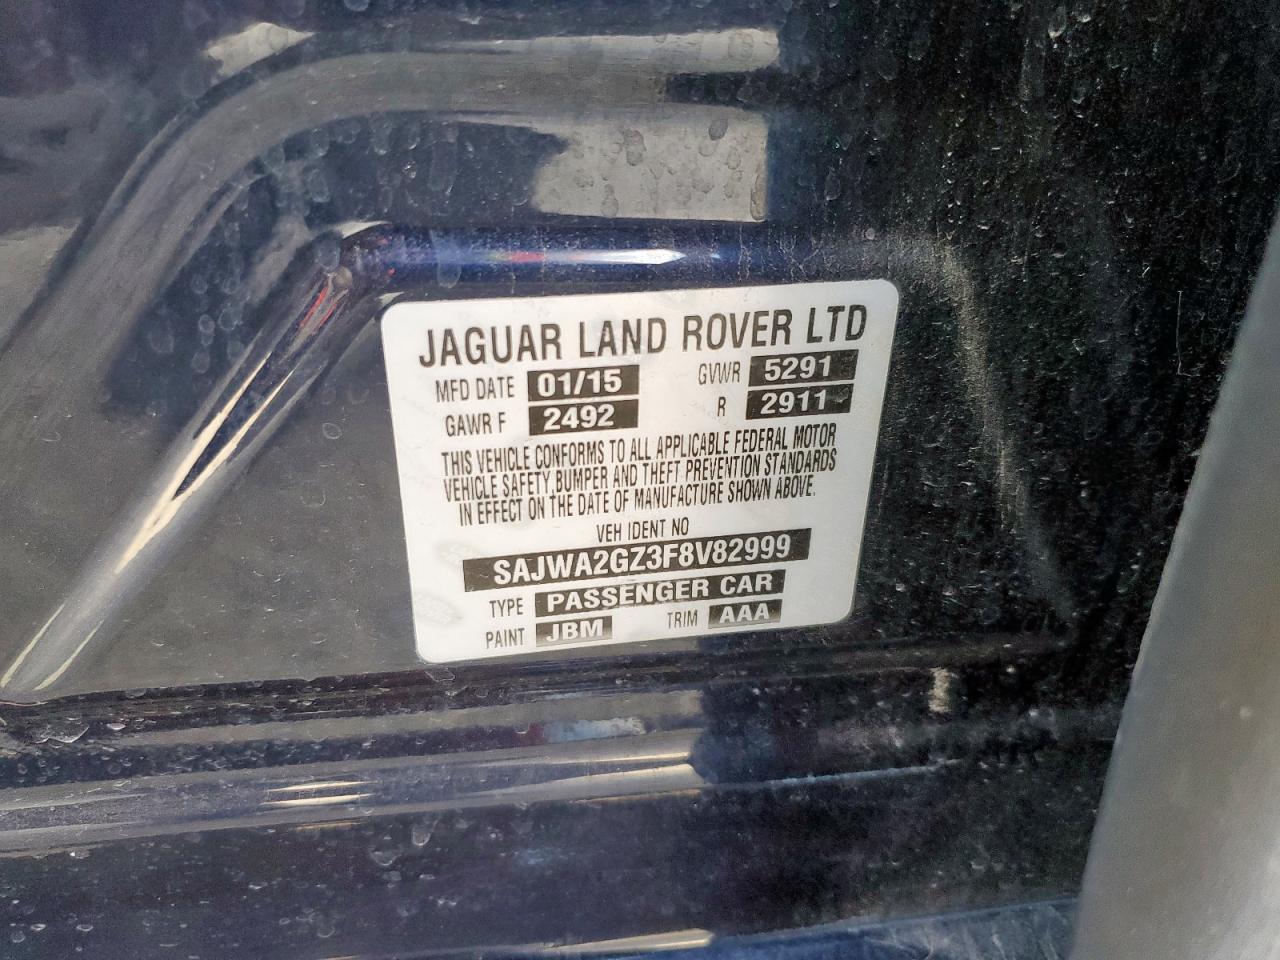 JAGUAR LAND ROVER LTD
MFD DATE 01/15 GVWR 5291
GAWR F 2492 R 2911
THIS VEHICLE CONFORMS TO ALL APPLICABLE FEDERAL MOTOR
VEHICLE SAFETY BUMPER AND THEFT PREVENTION STANDARDS
IN EFFECT ON THE DATE OF MANUFACTURE SHOWN ABOVE.
VEH IDENT NO
SAJWA2GZ3F8V82999
TYPE PASSENGER CAR
PAINT JBM TRIM AAA